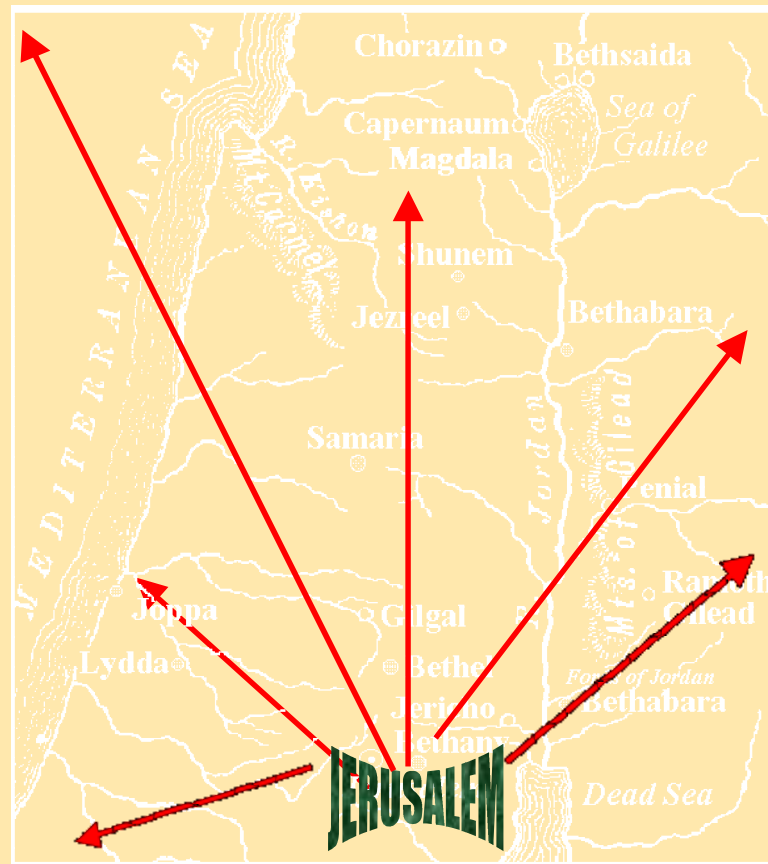 Chorazin
Bethsaida
MEDITERRANEAN SEA
Sea of
Galilee
Capernaum
Magdala
R. Kishon
Mt Carmel
Shunem
Jezreel
Bethabara
Samaria
Jordan
Mts. of Gilead
Penial
Joppa
Gilgal
Ramoth
Gilead
Lydda
Bethel
Fords of Jordan
Bethabara
Jericho
Bethany
JERUSALEM
Dead Sea